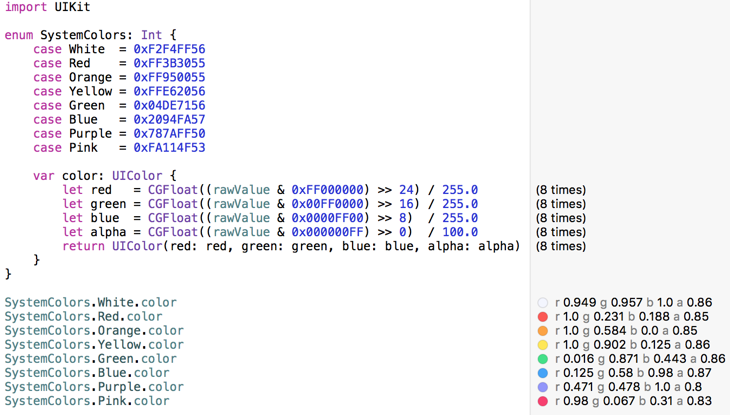 import UIKit
enum SystemColors: Int {
case White = 0xF2F4FF56
case Red = 0xFF3B3055
case Orange = 0xFF950055
case Yellow = 0xFFE62056
case Green = 0x04DE7156
case Blue = 0x2094FA57
case Purple = 0x787AFF50
case Pink = 0xFA114F53
var color: UIColor {
let red = CGFloat((rawValue & 0xFF000000) >> 24) / 255.0 (8 times)
let green = CGFloat((rawValue & 0x00FF0000) >> 16) / 255.0 (8 times)
let blue = CGFloat((rawValue & 0x0000FF00) >> 8) / 255.0 (8 times)
let alpha = CGFloat((rawValue & 0x000000FF) >> 0) / 100.0 (8 times)
return UIColor(red: red, green: green, blue: blue, alpha: alpha) (8 times)
}
}
SystemColors.White.color r 0.949 g 0.957 b 1.0 a 0.86
SystemColors.Red.color r 1.0 g 0.231 b 0.188 a 0.85
SystemColors.Orange.color r 1.0 g 0.584 b 0.0 a 0.85
SystemColors.Yellow.color r 1.0 g 0.902 b 0.125 a 0.86
SystemColors.Green.color r 0.016 g 0.871 b 0.443 a 0.86
SystemColors.Blue.color r 0.125 g 0.58 b 0.98 a 0.87
SystemColors.Purple.color r 0.471 g 0.478 b 1.0 a 0.8
SystemColors.Pink.color r 0.98 g 0.067 b 0.31 a 0.83